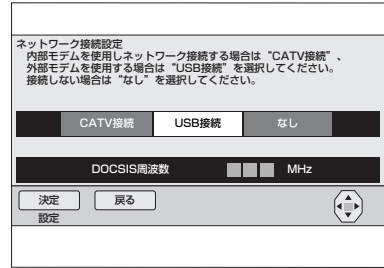 ネットワーク接続設定
内部モデムを使用しネットワーク接続する場合は“CATV接続”、
外部モデムを使用する場合は“USB接続”を選択してください。
接続しない場合は“なし”を選択してください。
CATV接続 USB接続 なし
DOCSIS周波数 MHz
決定 戻る
設定